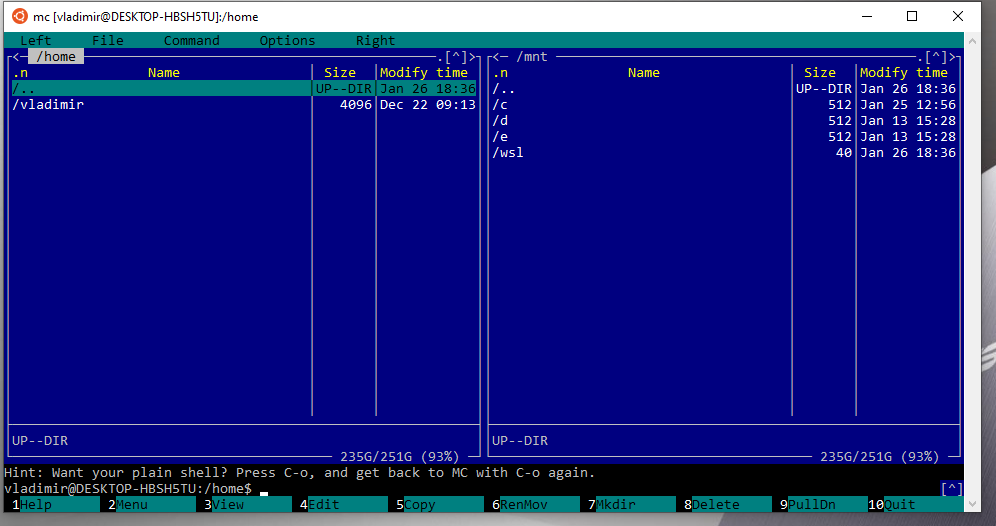 mc [vladimir@DESKTOP-HBSH5TU]:/home
Left File Command Options Right
<─ /home .[^]> <─ /mnt .[^]>
.n Name Size Modify time .n Name Size Modify time
/.. UP--DIR Jan 26 18:36 /.. UP--DIR Jan 26 18:36
/vladimir 4096 Dec 22 09:13 /c 512 Jan 25 12:56
/d 512 Jan 13 15:28
/e 512 Jan 13 15:28
/wsl 40 Jan 26 18:36
UP--DIR UP--DIR
235G/251G (93%) 235G/251G (93%)
Hint: Want your plain shell? Press C-o, and get back to MC with C-o again.
vladimir@DESKTOP-HBSH5TU:/home$ [^]
1Help 2Menu 3View 4Edit 5Copy 6RenMov 7Mkdir 8Delete 9PullDn 10Quit